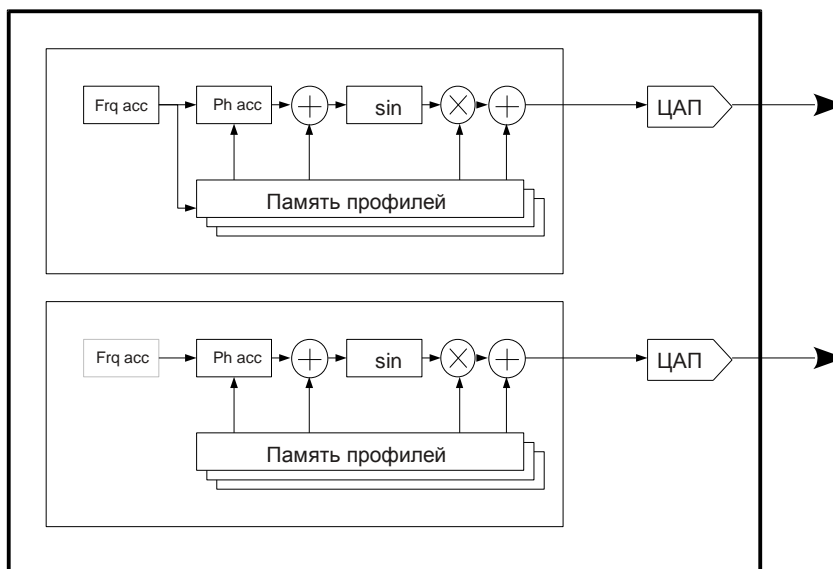 Frq acc
Ph acc
sin
ЦАП
Память профилей
Frq acc
Ph acc
sin
ЦАП
Память профилей